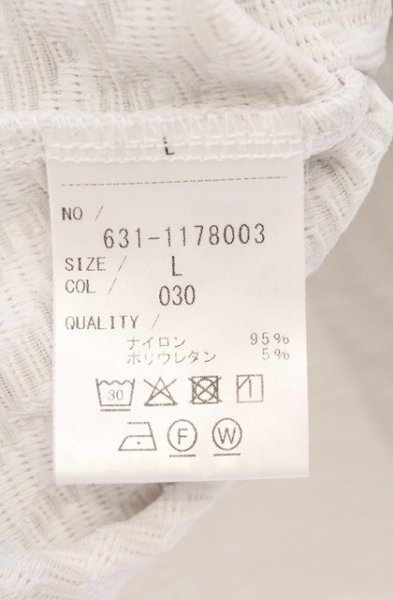 L
NO /
631-1178003
SIZE / L
COL / 030
QUALITY /
ナイロン 95%
ポリウレタン 5%
30
F W